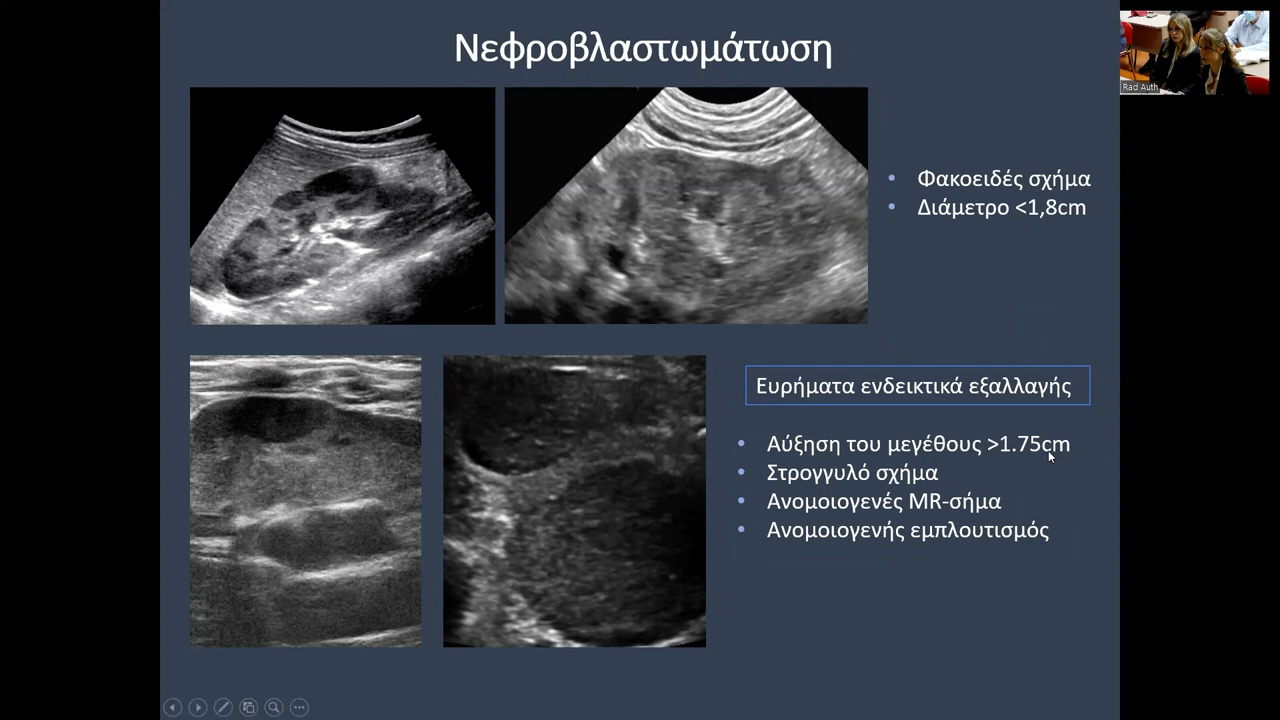 Νεφροβλαστωμάτωση
Rad Auth
• Φακοειδές σχήμα
• Διάμετρο <1,8cm
Ευρήματα ενδεικτικά εξαλλαγής
• Αύξηση του μεγέθους >1.75cm
• Στρογγυλό σχήμα
• Ανομοιογενές MR-σήμα
• Ανομοιογενής εμπλουτισμός